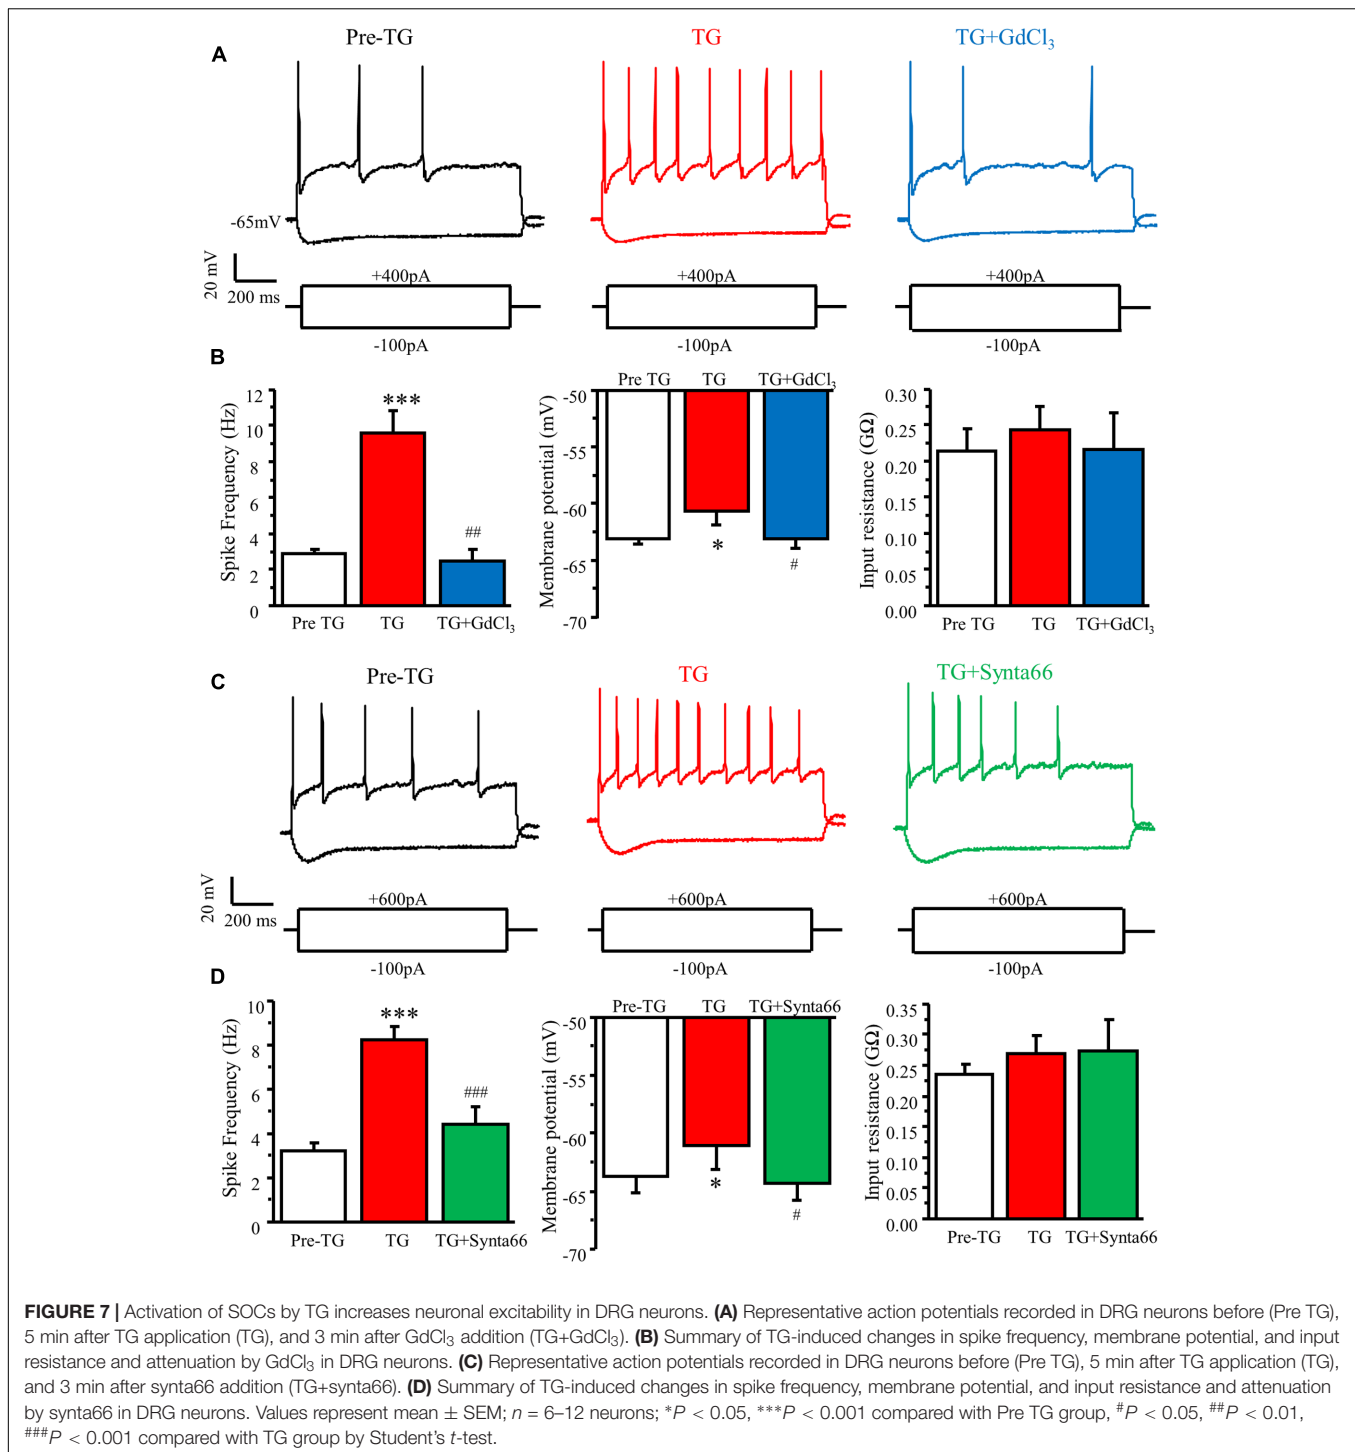 A
Pre-TG TG TG+GdCl₃
-65mV
20 mV
200 ms
+400pA +400pA +400pA
-100pA -100pA -100pA
B
Spike Frequency (Hz)
12
10
8
6
4
2
0
***
##
Pre TG TG TG+GdCl₃
Pre TG TG TG+GdCl₃
Membrane potential (mV)
-50
-55
-60
-65
-70
*
#
Input resistance (GΩ)
0.30
0.25
0.20
0.15
0.10
0.05
0.00
Pre TG TG TG+GdCl₃
C
Pre-TG TG TG+Synta66
20 mV
200 ms
+600pA +600pA +600pA
-100pA -100pA -100pA
D
Spike Frequency (Hz)
10
8
6
4
2
0
***
###
Pre-TG TG TG+Synta66
Pre-TG TG TG+Synta66
Membrane potential (mV)
-50
-55
-60
-65
-70
*
#
Input resistance (GΩ)
0.35
0.30
0.25
0.20
0.15
0.10
0.05
0.00
Pre-TG TG TG+Synta66
FIGURE 7 | Activation of SOCs by TG increases neuronal excitability in DRG neurons. (A) Representative action potentials recorded in DRG neurons before (Pre TG),
5 min after TG application (TG), and 3 min after GdCl₃ addition (TG+GdCl₃). (B) Summary of TG-induced changes in spike frequency, membrane potential, and input
resistance and attenuation by GdCl₃ in DRG neurons. (C) Representative action potentials recorded in DRG neurons before (Pre TG), 5 min after TG application (TG),
and 3 min after synta66 addition (TG+synta66). (D) Summary of TG-induced changes in spike frequency, membrane potential, and input resistance and attenuation
by synta66 in DRG neurons. Values represent mean ± SEM; n = 6–12 neurons; *P < 0.05, ***P < 0.001 compared with Pre TG group, #P < 0.05, ##P < 0.01,
###P < 0.001 compared with TG group by Student's t-test.